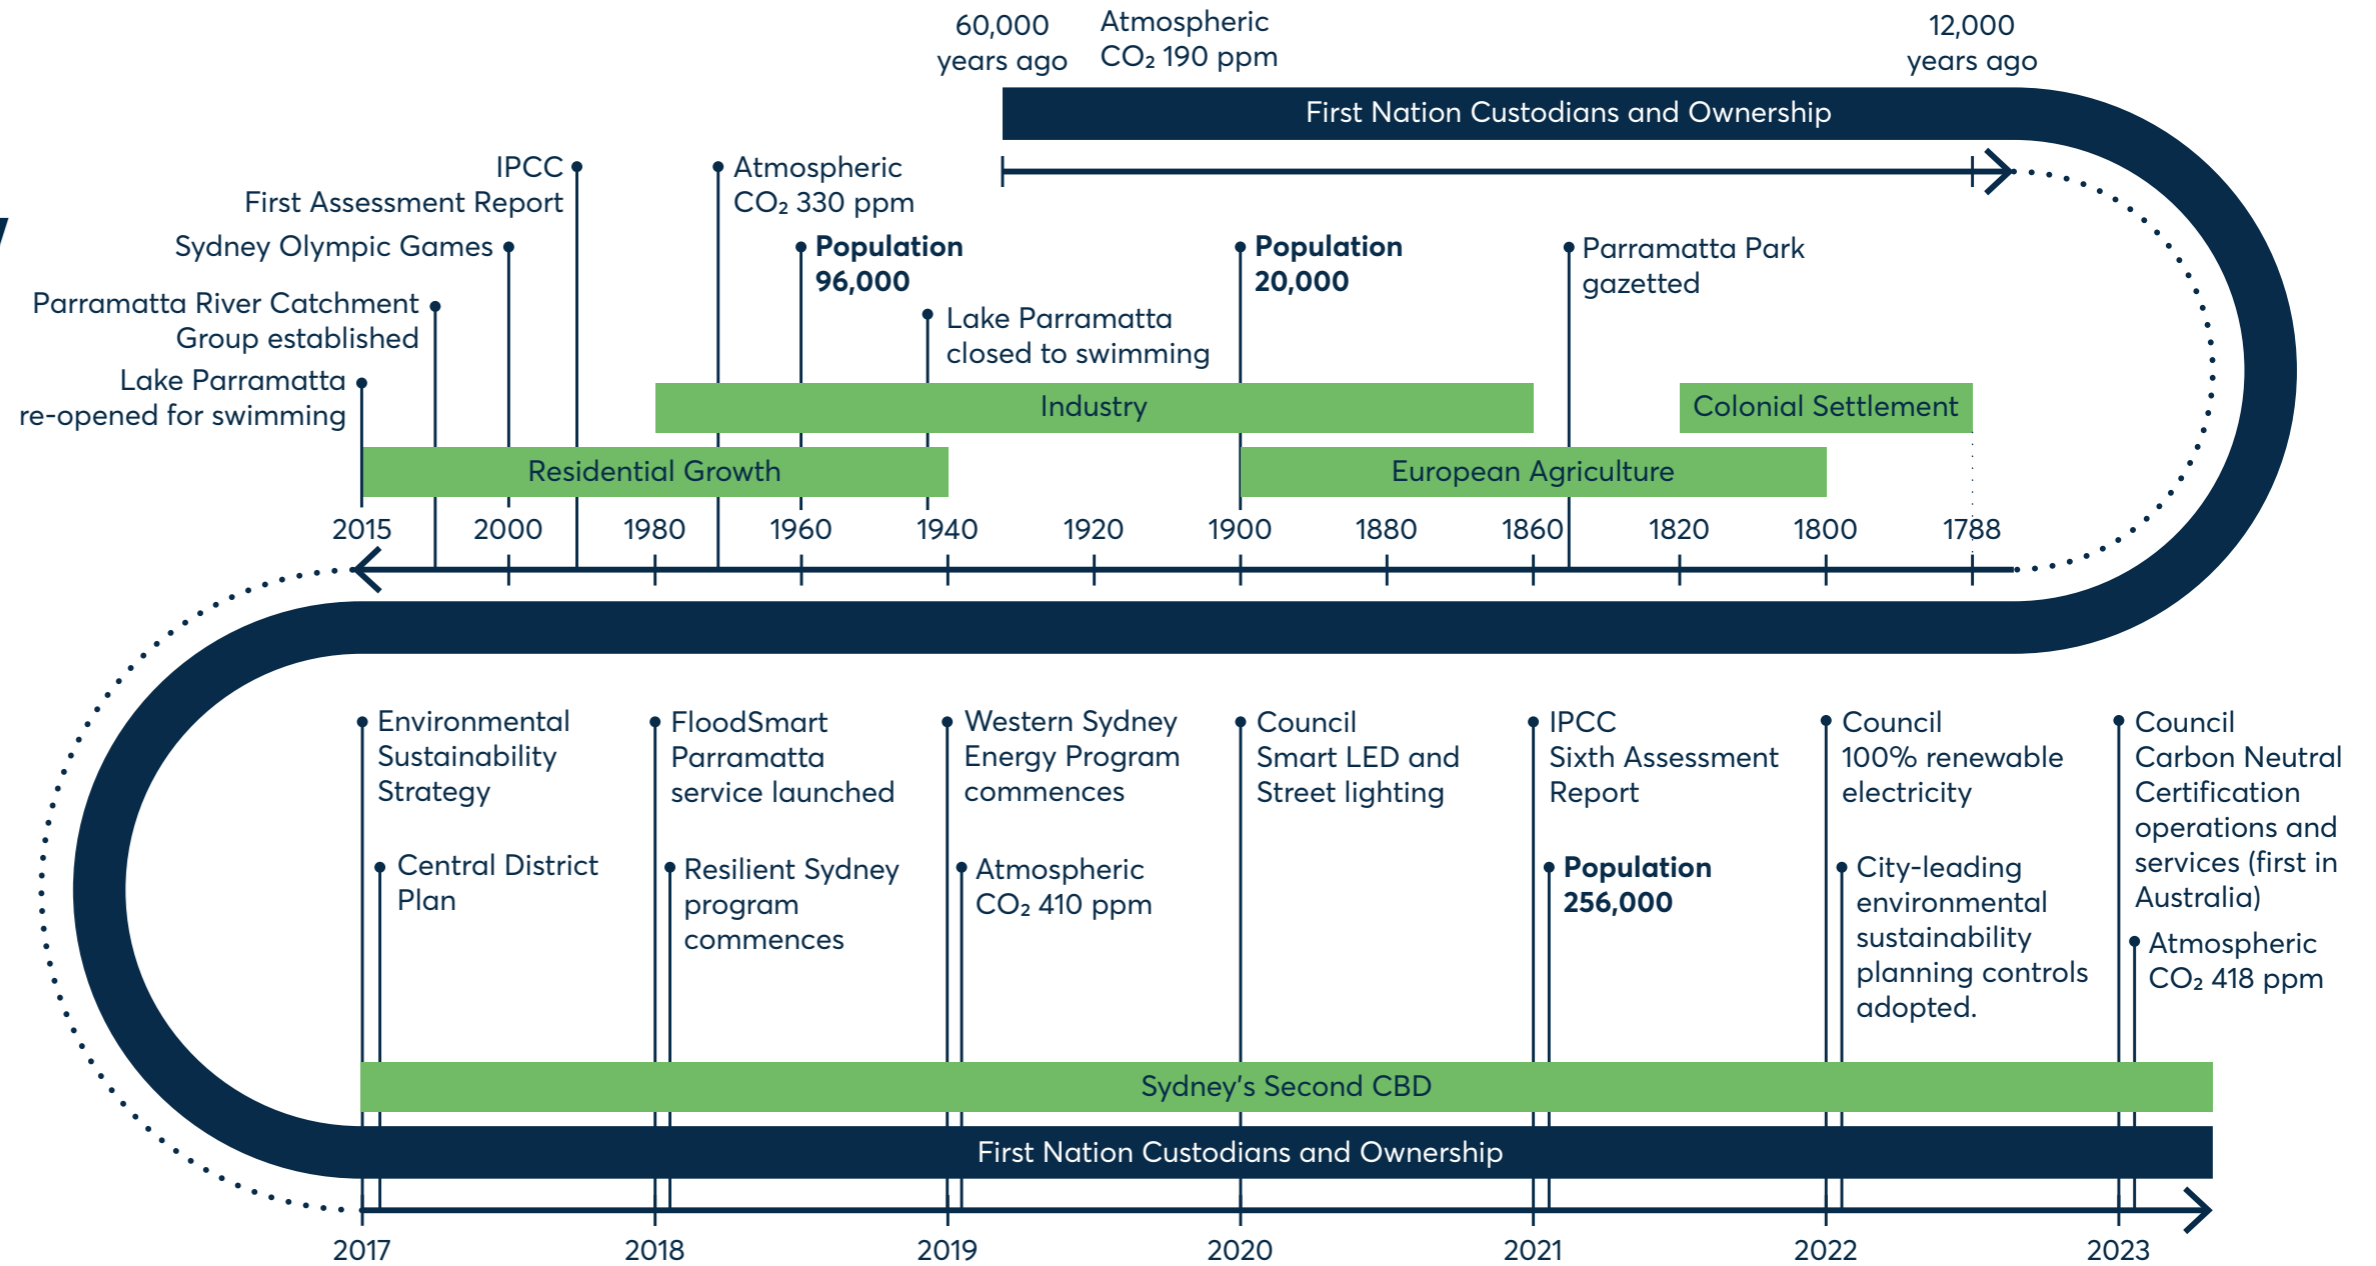 60,000
years ago
Atmospheric
CO₂ 190 ppm
12,000
years ago
First Nation Custodians and Ownership
IPCC
First Assessment Report
Atmospheric
CO₂ 330 ppm
Sydney Olympic Games
Population
96,000
Population
20,000
Parramatta Park
gazetted
Parramatta River Catchment
Group established
Lake Parramatta
closed to swimming
Lake Parramatta
re-opened for swimming
Industry
Colonial Settlement
Residential Growth
European Agriculture
2015 2000 1980 1960 1940 1920 1900 1880 1860 1820 1800 1788
Environmental
Sustainability
Strategy
Central District
Plan
FloodSmart
Parramatta
service launched
Resilient Sydney
program
commences
Western Sydney
Energy Program
commences
Atmospheric
CO₂ 410 ppm
Council
Smart LED and
Street lighting
IPCC
Sixth Assessment
Report
Population
256,000
Council
100% renewable
electricity
City-leading
environmental
sustainability
planning controls
adopted.
Council
Carbon Neutral
Certification
operations and
services (first in
Australia)
Atmospheric
CO₂ 418 ppm
Sydney's Second CBD
First Nation Custodians and Ownership
2017 2018 2019 2020 2021 2022 2023